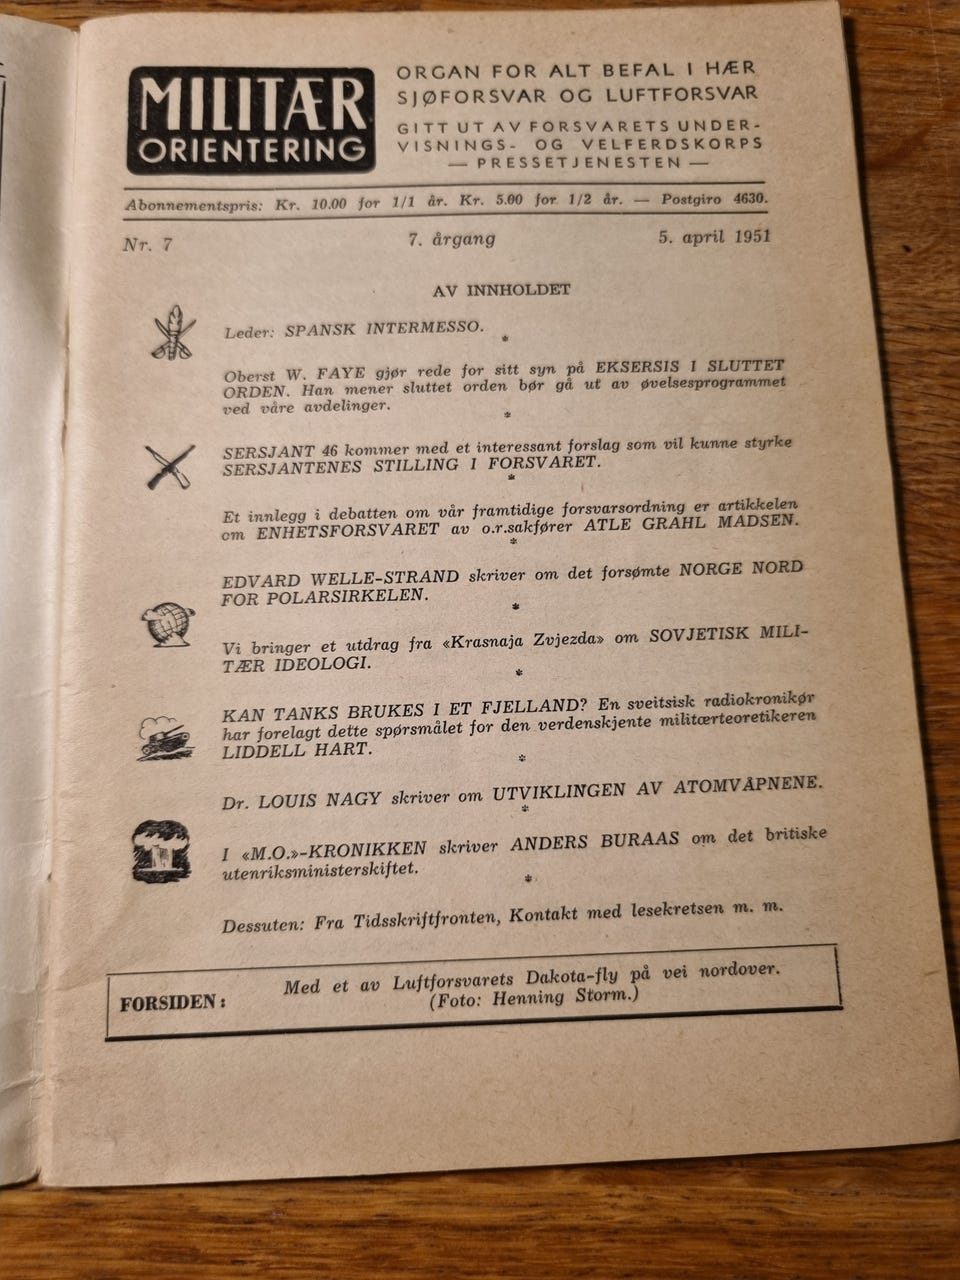 MILITÆR
ORIENTERING
ORGAN FOR ALT BEFAL I HÆR
SJØFORSVAR OG LUFTFORSVAR
GITT UT AV FORSVARETS UNDER-
VISNINGS- OG VELFERDSKORPS
— PRESSETJENESTEN —
Abonnementspris: Kr. 10.00 for 1/1 år. Kr. 5.00 for 1/2 år. — Postgiro 4630.
Nr. 7 7. årgang 5. april 1951
AV INNHOLDET
Leder: SPANSK INTERMESSO.
*
Oberst W. FAYE gjør rede for sitt syn på EKSERSIS I SLUTTET
ORDEN. Han mener sluttet orden bør gå ut av øvelsesprogrammet
ved våre avdelinger.
*
SERSJANT 46 kommer med et interessant forslag som vil kunne styrke
SERSJANTENES STILLING I FORSVARET.
*
Et innlegg i debatten om vår framtidige forsvarsordning er artikkelen
om ENHETSFORSVARET av o.r.sakfører ATLE GRAHL MADSEN.
*
EDVARD WELLE-STRAND skriver om det forsømte NORGE NORD
FOR POLARSIRKELEN.
*
Vi bringer et utdrag fra «Krasnaja Zvjezda» om SOVJETISK MILI-
TÆR IDEOLOGI.
*
KAN TANKS BRUKES I ET FJELLAND? En sveitsisk radiokronikør
har forelagt dette spørsmålet for den verdenskjente militærteoretikeren
LIDDELL HART.
*
Dr. LOUIS NAGY skriver om UTVIKLINGEN AV ATOMVÅPNENE.
*
I «M.O.»-KRONIKKEN skriver ANDERS BURAAS om det britiske
utenriksministerskiftet.
*
Dessuten: Fra Tidsskriftfronten, Kontakt med lesekretsen m. m.
FORSIDEN: Med et av Luftforsvarets Dakota-fly på vei nordover.
(Foto: Henning Storm.)